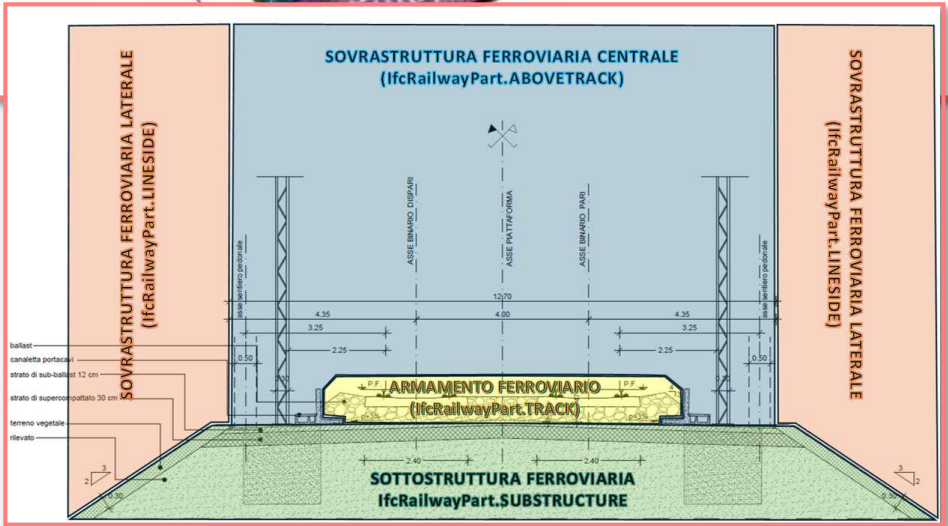 SOVRASTRUTTURA FERROVIARIA CENTRALE
(IfcRailwayPart.ABOVETRACK)
SOVRASTRUTTURA FERROVIARIA LATERALE
(IfcRailwayPart.LINESIDE)
SOVRASTRUTTURA FERROVIARIA LATERALE
(IfcRailwayPart.LINESIDE)
ASSE BINARIO DISPARI
ASSE PIATTAFORMA
ASSE BINARIO PARI
asse sentiero pedonale
asse sentiero pedonale
12.70
4.35
4.00
4.35
3.25
3.25
2.25
2.25
0.50
0.50
ballast
canaletta portacavi
strato di sub-ballast 12 cm
strato di supercompattato 30 cm
terreno vegetale
rilevato
P.F.
P.F.
ARMAMENTO FERROVIARIO
(IfcRailwayPart.TRACK)
2.40
2.40
SOTTOSTRUTTURA FERROVIARIA
IfcRailwayPart.SUBSTRUCTURE
3
2
0.30
3
2
0.30